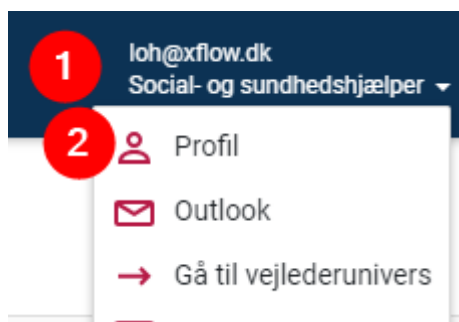 1
loh@xflow.dk
Social- og sundhedshjælper
2
Profil
Outlook
Gå til vejlederunivers